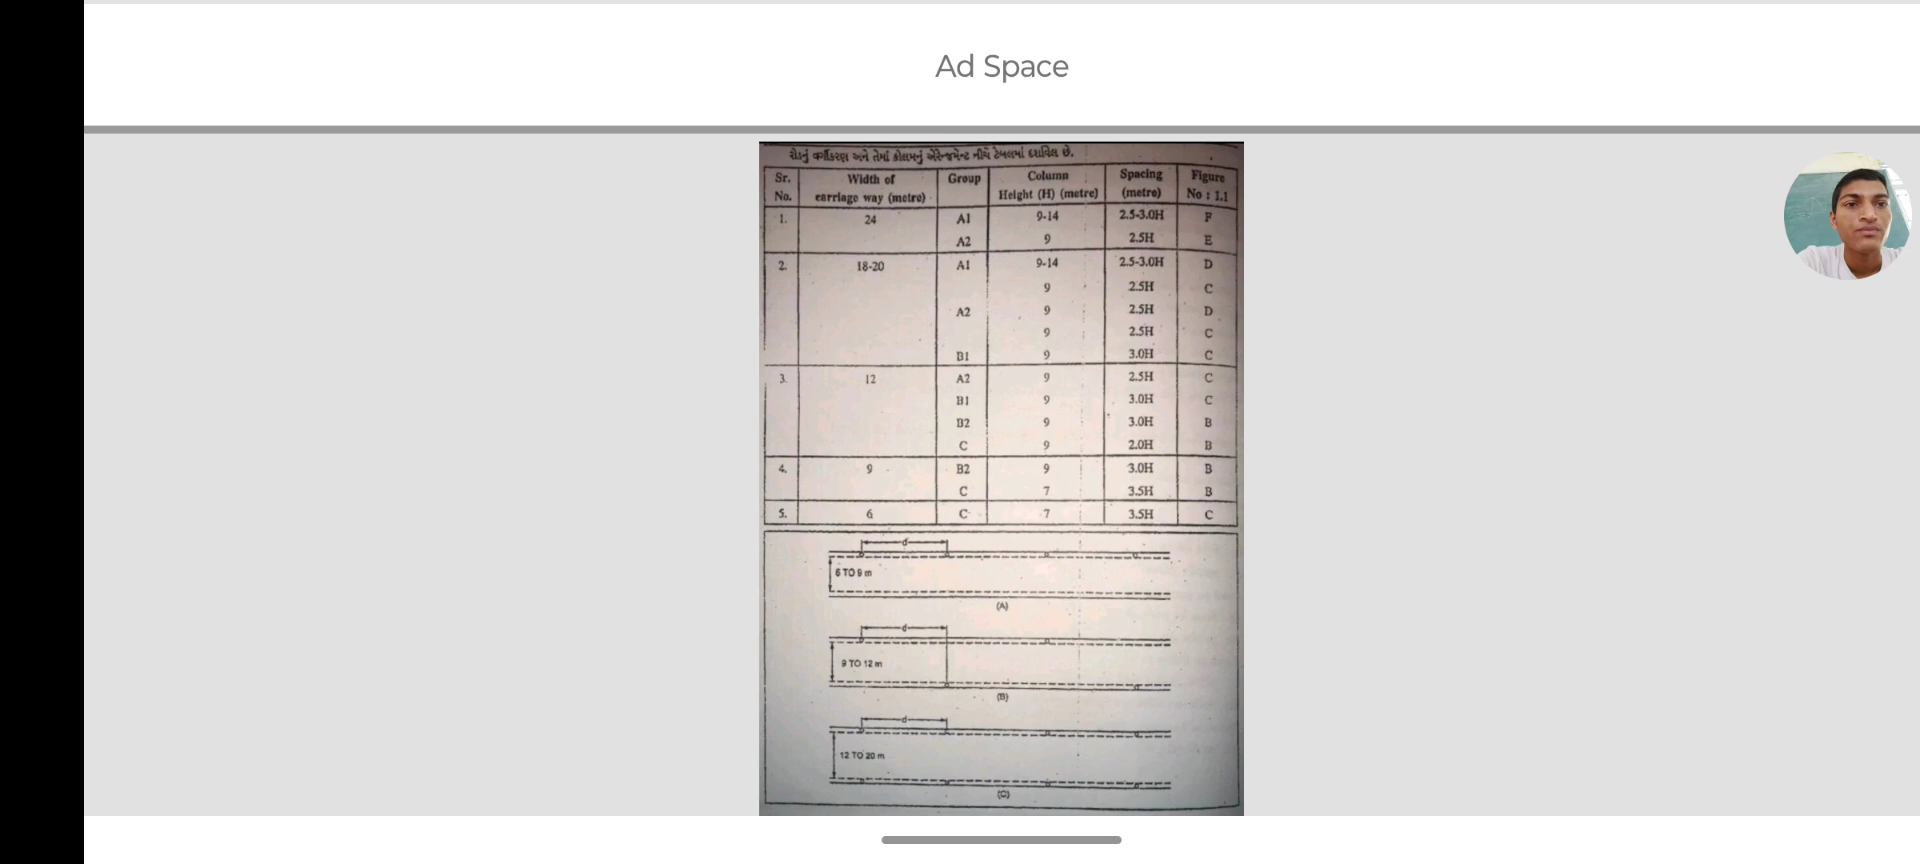 Ad Space
રોડનું વર્ગીકરણ અને તેમાં કોલમનું એરેન્જમેન્ટ નીચે ટેબલમાં દર્શાવેલ છે.
Sr. No. Width of carriage way (metre) Group Column Height (H) (metre) Spacing (metre) Figure No : 1.1
1. 24 A1 9-14 2.5-3.0H F
A2 9 2.5H E
2. 18-20 A1 9-14 2.5-3.0H D
9 2.5H C
A2 9 2.5H D
9 2.5H C
B1 9 3.0H C
3. 12 A2 9 2.5H C
B1 9 3.0H C
B2 9 3.0H B
C 9 2.0H B
4. 9 B2 9 3.0H B
C 7 3.5H B
5. 6 C 7 3.5H C
d
6 TO 9 m
(A)
d
9 TO 12 m
(B)
d
12 TO 20 m
(C)